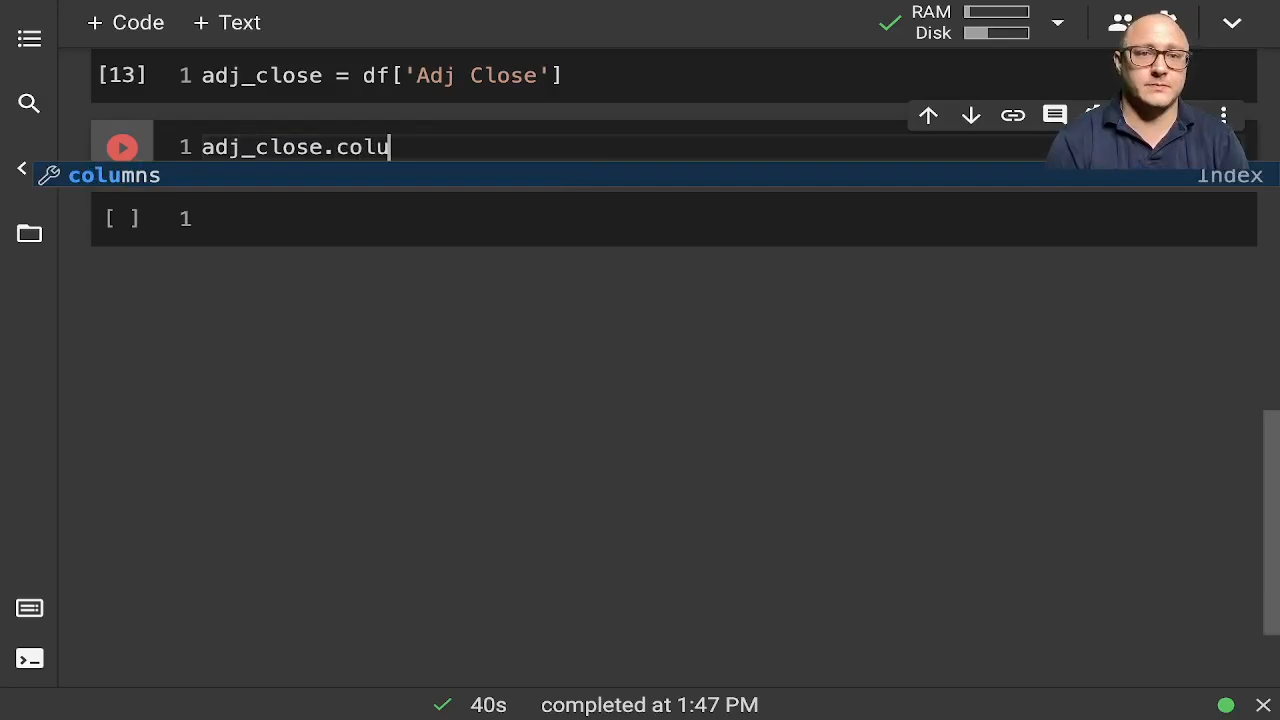 + Code + Text
RAM
Disk
[13] 1 adj_close = df['Adj Close']
1 adj_close.colu
columns Index
[ ] 1
40s completed at 1:47 PM